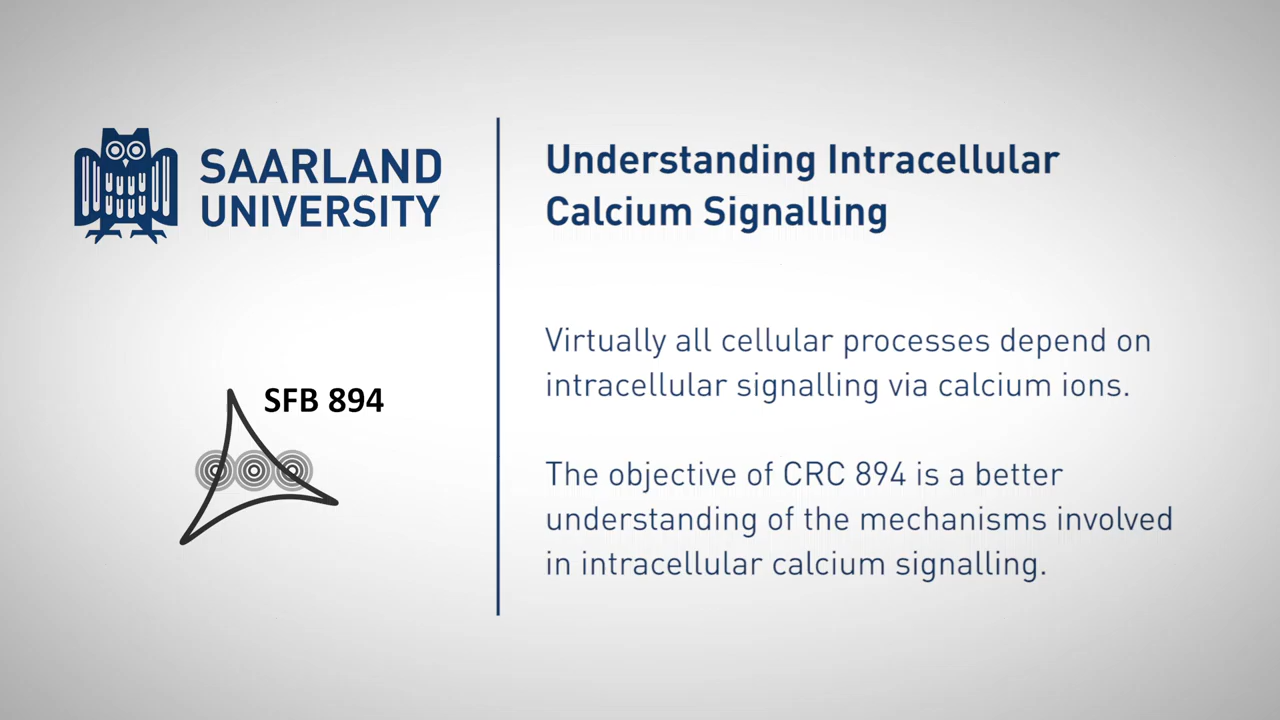 SAARLAND
UNIVERSITY
SFB 894
Understanding Intracellular
Calcium Signalling
Virtually all cellular processes depend on
intracellular signalling via calcium ions.
The objective of CRC 894 is a better
understanding of the mechanisms involved
in intracellular calcium signalling.